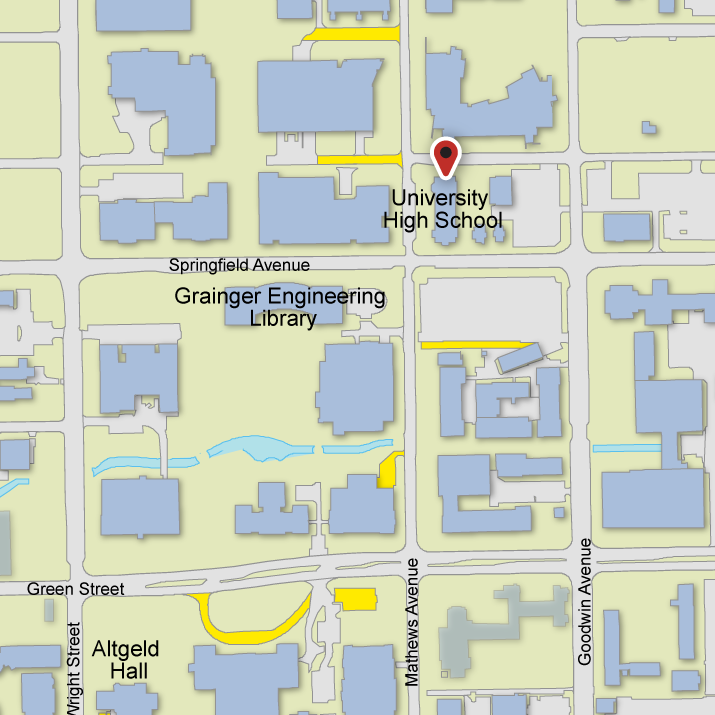 University
High School
Springfield Avenue
Grainger Engineering
Library
Green Street
Mathews Avenue
Goodwin Avenue
Wright Street
Altgeld
Hall